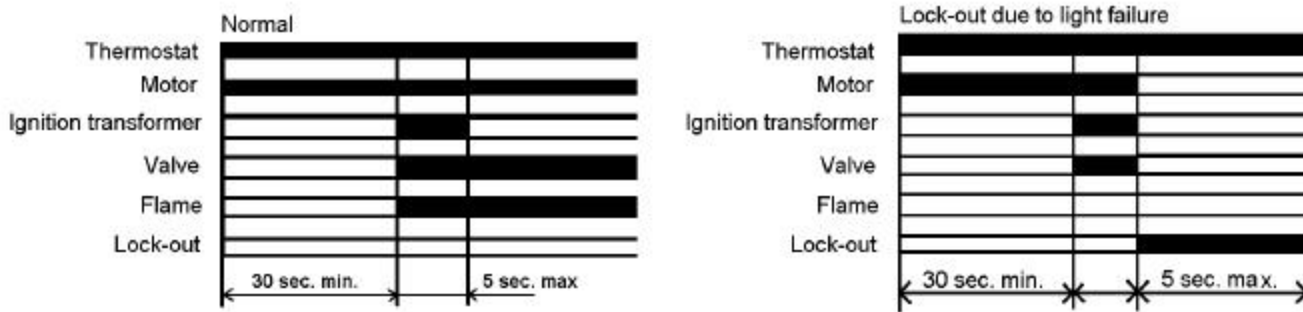 Normal
Thermostat
Motor
Ignition transformer
Valve
Flame
Lock-out
30 sec. min.
5 sec. max
Lock-out due to light failure
Thermostat
Motor
Ignition transformer
Valve
Flame
Lock-out
30 sec. min.
5 sec. max.